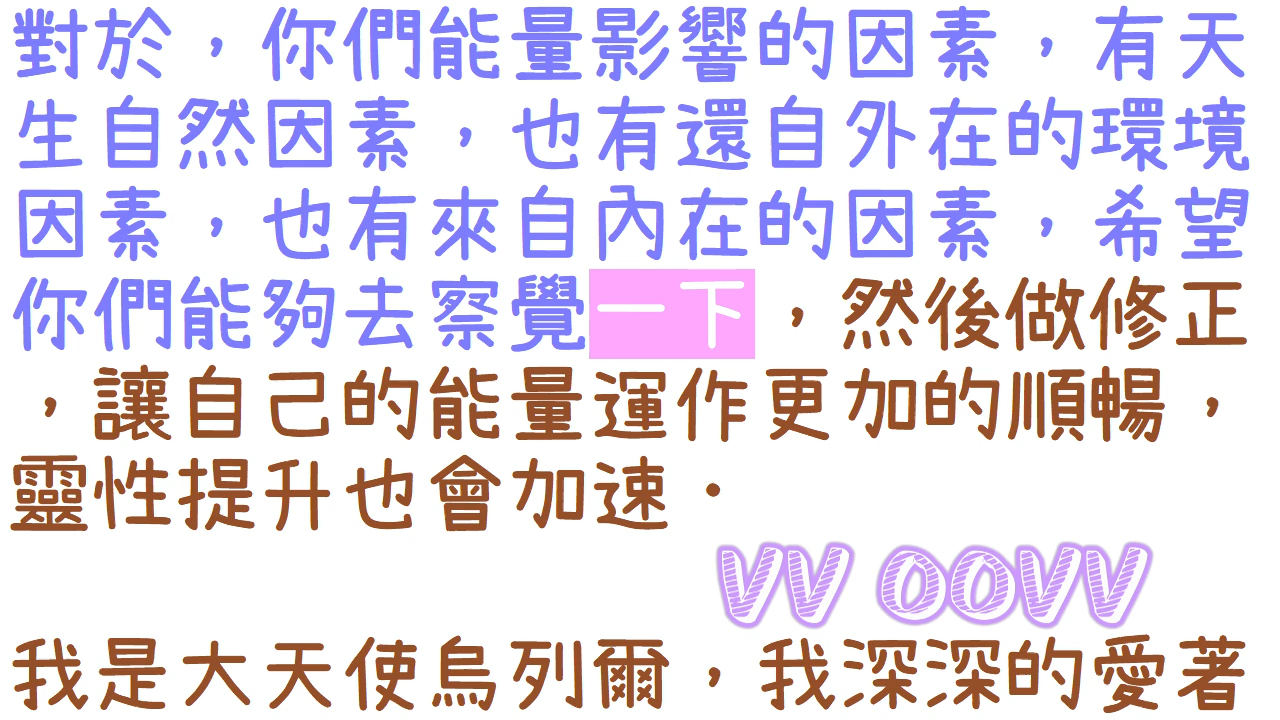 對於，你們能量影響的因素，有天
生自然因素，也有還自外在的環境
因素，也有來自內在的因素，希望
你們能夠去察覺一下，然後做修正
，讓自己的能量運作更加的順暢，
靈性提升也會加速．
VV OOVV
我是大天使烏列爾，我深深的愛著